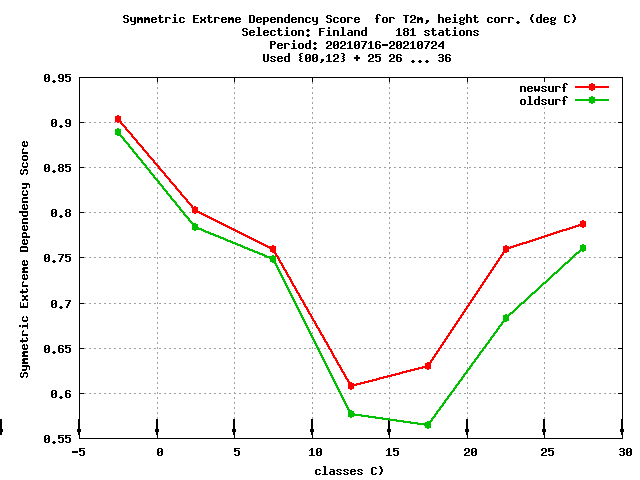 Symmetric Extreme Dependency Score  for T2m, height corr. (deg C)
Selection: Finland    181 stations
Period: 20210716-20210724
Used {00,12} + 25 26 ... 36
newsurf
oldsurf
Symmetric Extreme Dependency Score
0.95
0.9
0.85
0.8
0.75
0.7
0.65
0.6
0.55
-5 0 5 10 15 20 25 30
classes C)